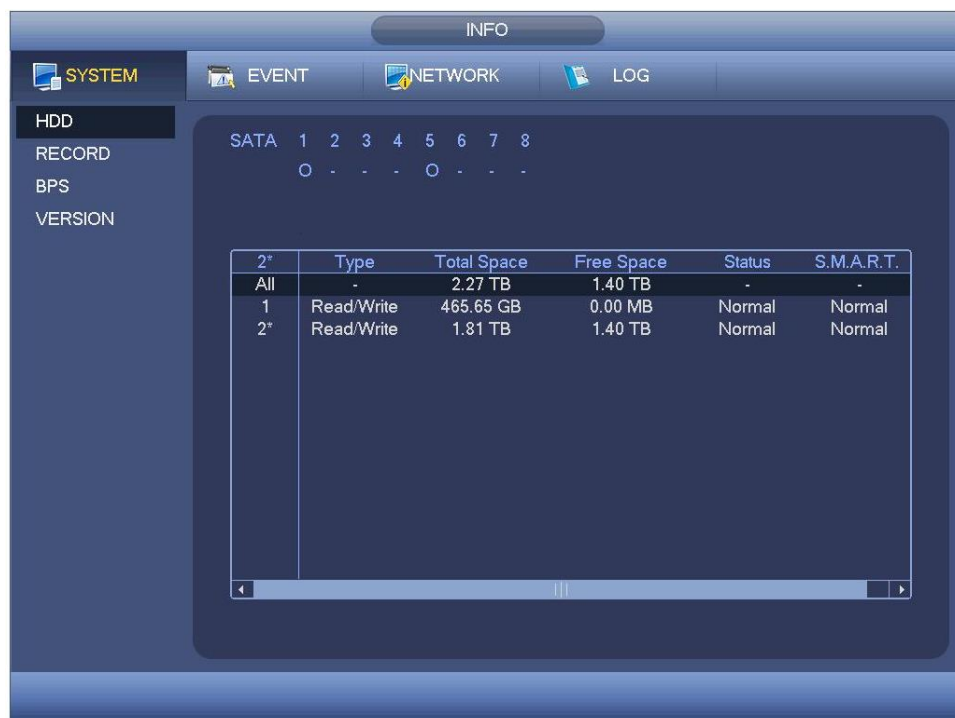 INFO
SYSTEM EVENT NETWORK LOG
HDD
RECORD
BPS
VERSION
SATA 1 2 3 4 5 6 7 8
O - - - O - - -
2* Type Total Space Free Space Status S.M.A.R.T.
All - 2.27 TB 1.40 TB - -
1 Read/Write 465.65 GB 0.00 MB Normal Normal
2* Read/Write 1.81 TB 1.40 TB Normal Normal